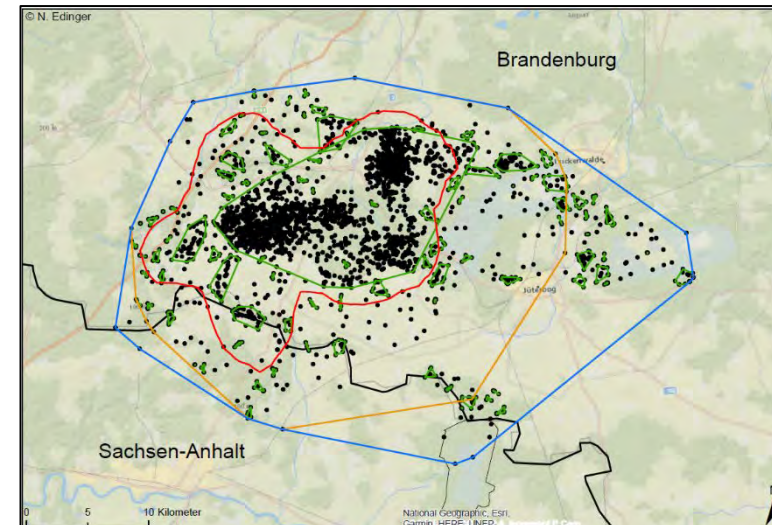 © N. Edinger
Brandenburg
Jüterbog
Sachsen-Anhalt
0 5 10 Kilometer
National Geographic, Esri,
Garmin, HERE, UNEP